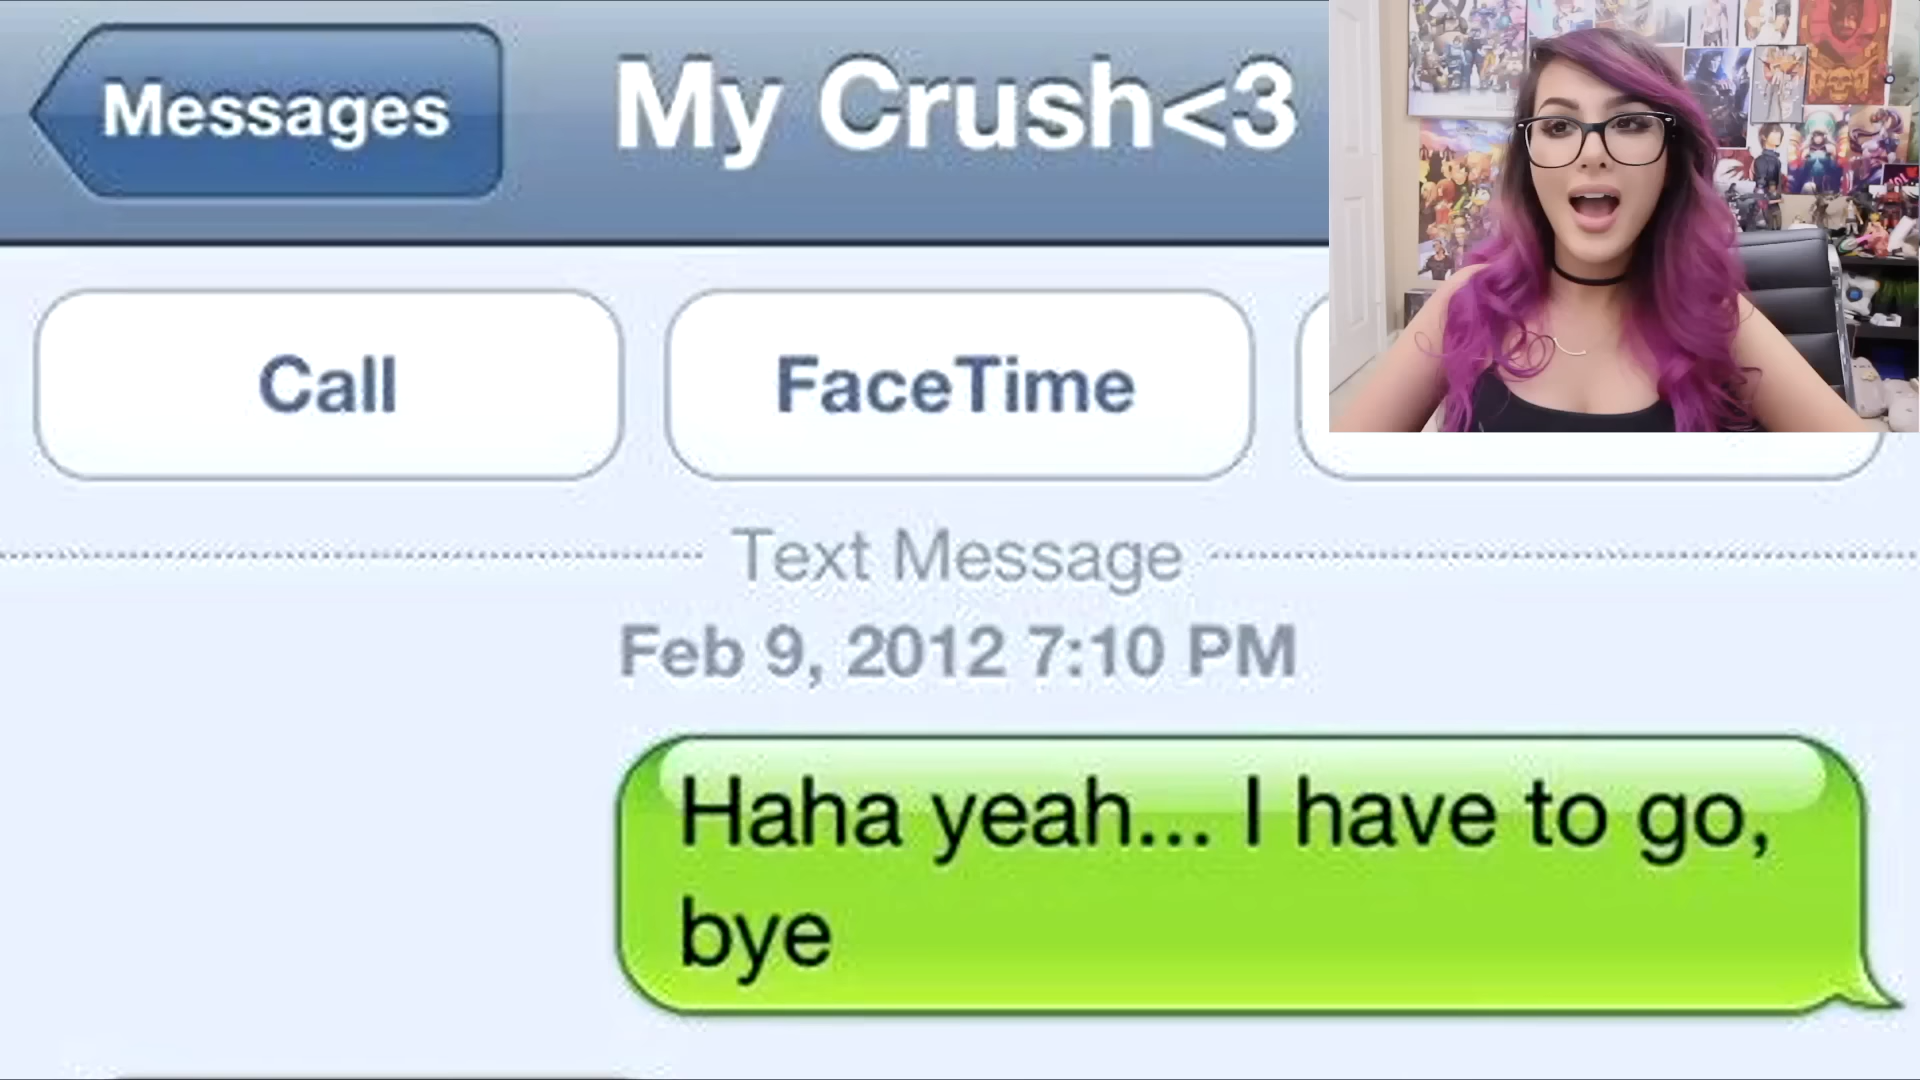 Messages
My Crush<3
Call
FaceTime
Text Message
Feb 9, 2012 7:10 PM
Haha yeah... I have to go,
bye